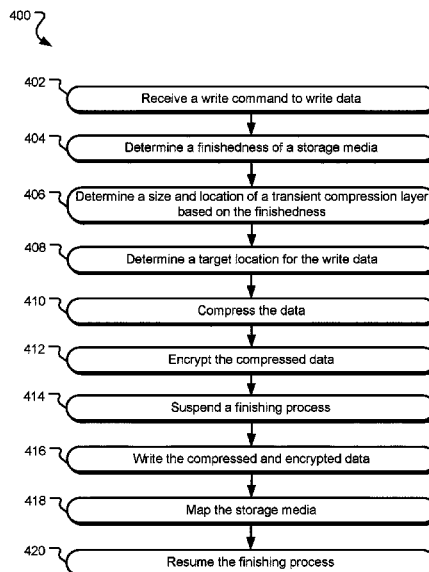 400
402
Receive a write command to write data
404
Determine a finishedness of a storage media
406
Determine a size and location of a transient compression layer
based on the finishedness
408
Determine a target location for the write data
410
Compress the data
412
Encrypt the compressed data
414
Suspend a finishing process
416
Write the compressed and encrypted data
418
Map the storage media
420
Resume the finishing process